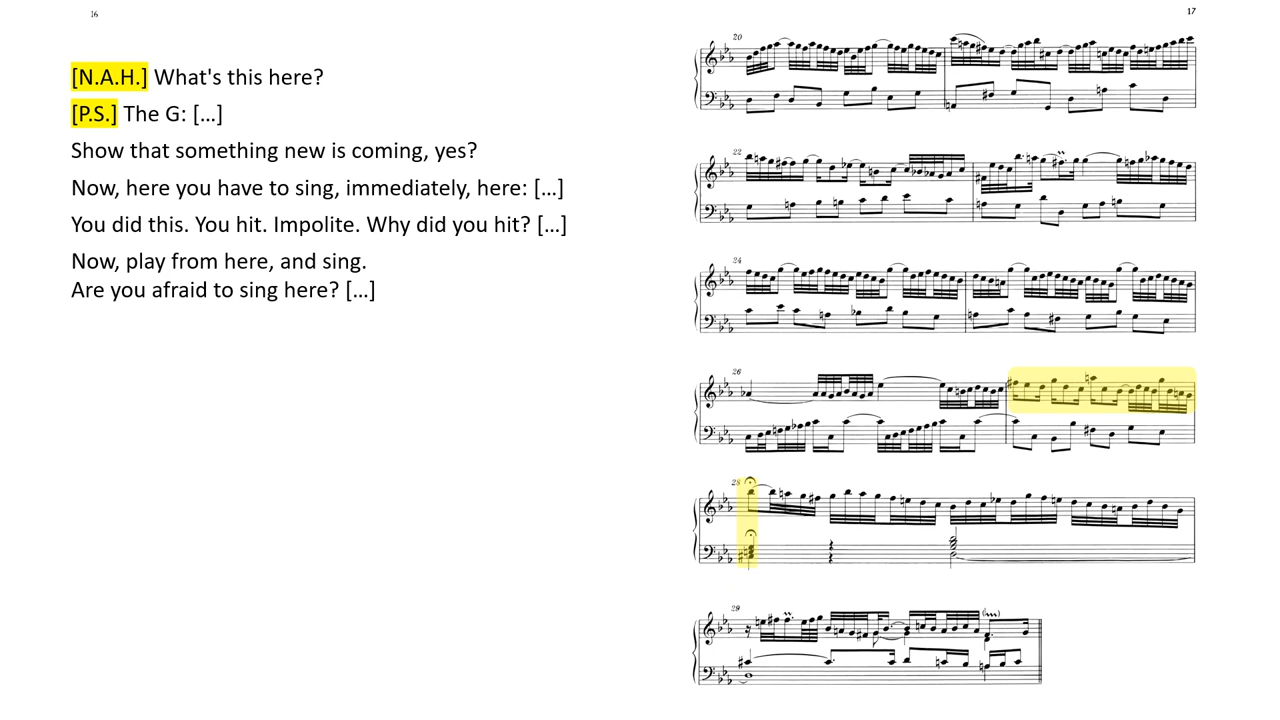 16
17
[N.A.H.] What's this here?
[P.S.] The G: [...]
Show that something new is coming, yes?
Now, here you have to sing, immediately, here: [...]
You did this. You hit. Impolite. Why did you hit? [...]
Now, play from here, and sing.
Are you afraid to sing here? [...]
20
22
24
26
28
29